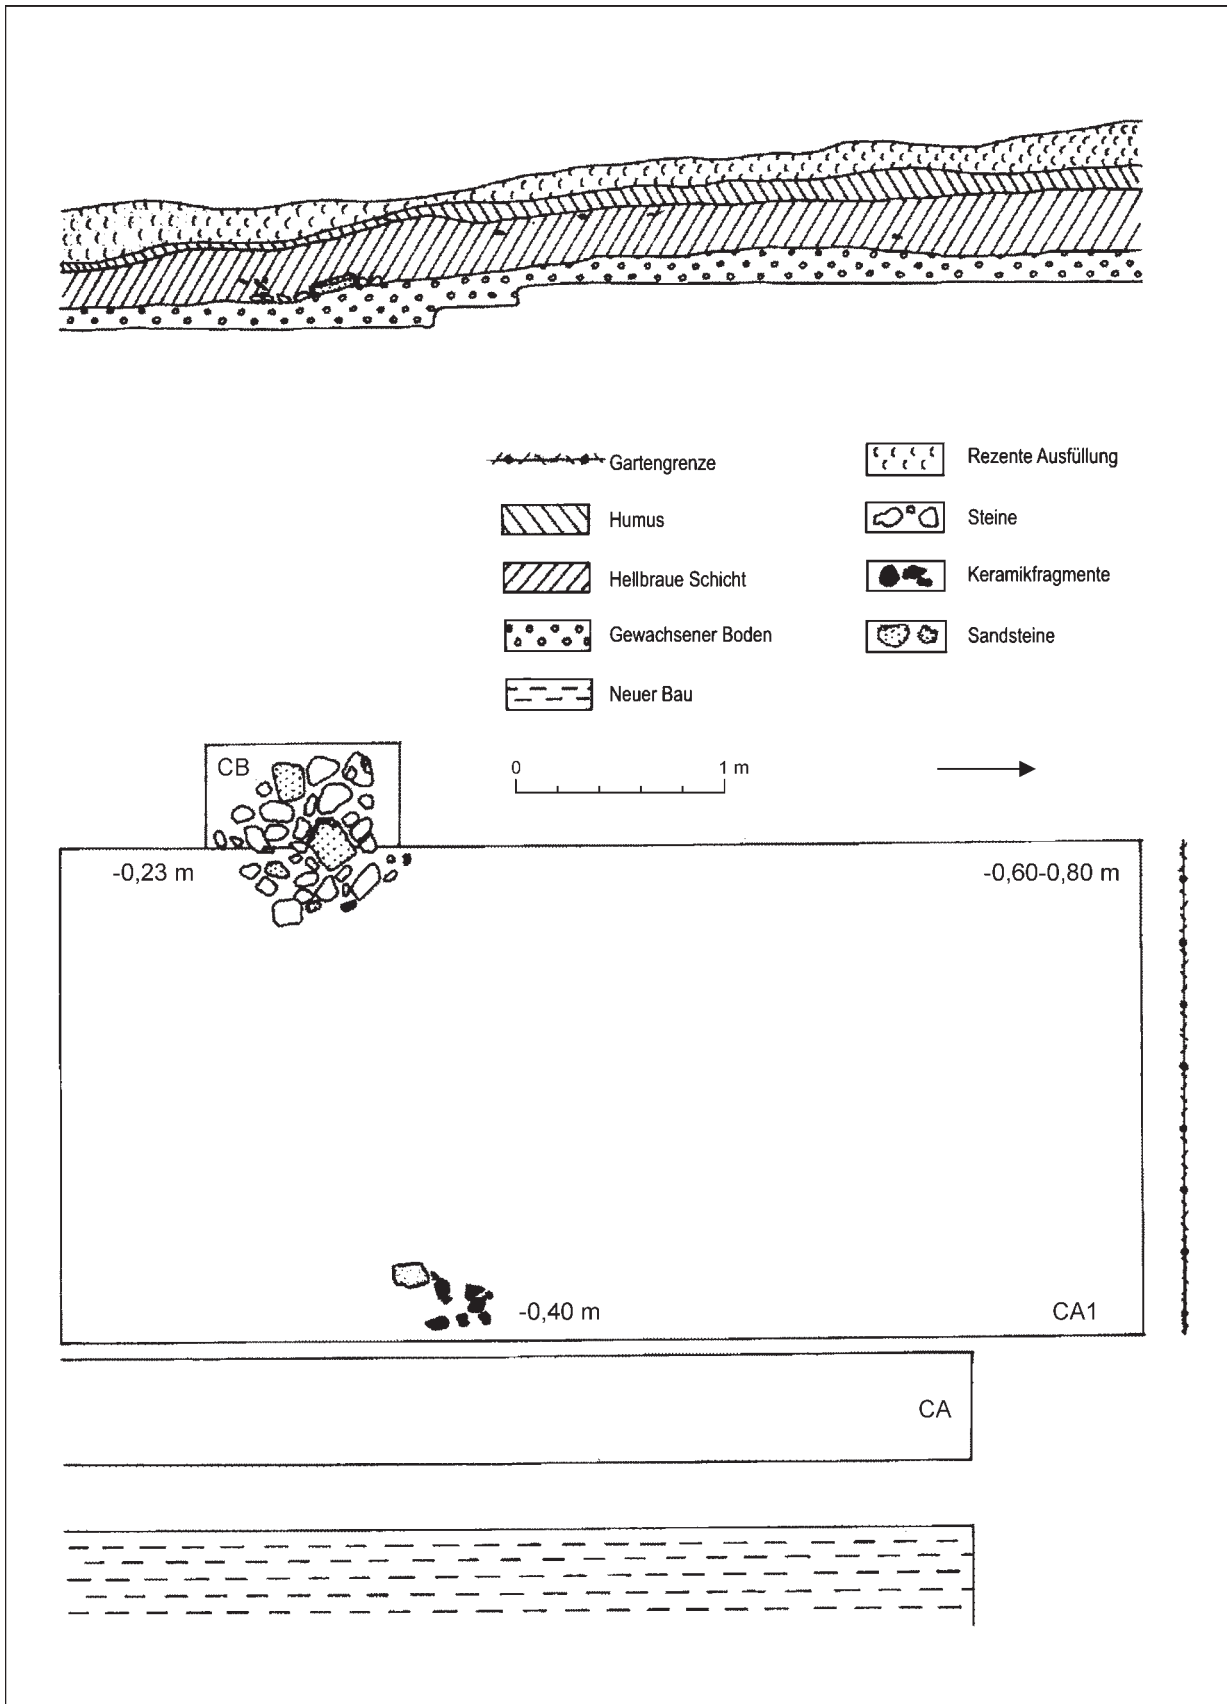 Gartengrenze
Rezente Ausfüllung
Humus
Steine
Hellbraue Schicht
Keramikfragmente
Gewachsener Boden
Sandsteine
Neuer Bau
CB
0 1 m
-0,23 m
-0,60-0,80 m
-0,40 m
CA1
CA